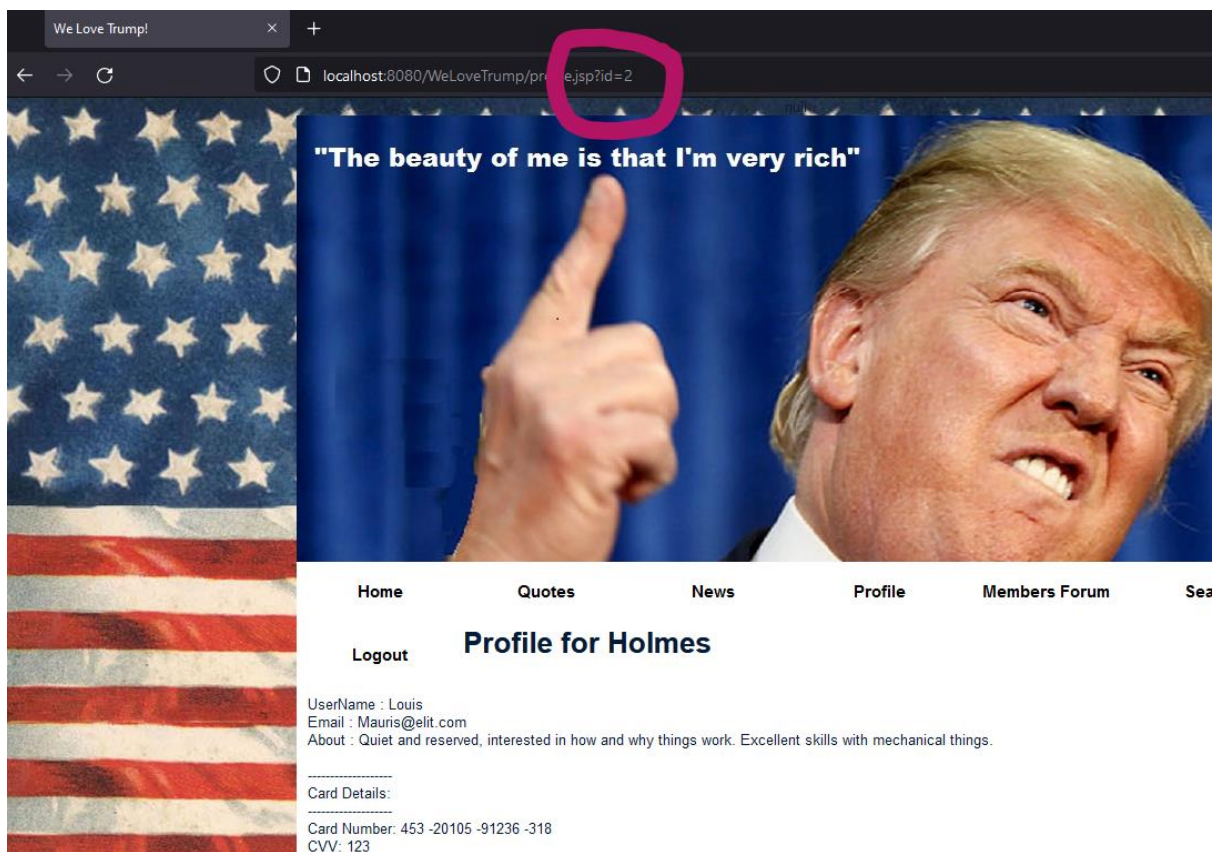 We Love Trump!
localhost:8080/WeLoveTrump/ .jsp?id=2
null
"The beauty of me is that I'm very rich"
Home Quotes News Profile Members Forum Sea
Logout
Profile for Holmes
UserName : Louis
Email : Mauris@elit.com
About : Quiet and reserved, interested in how and why things work. Excellent skills with mechanical things.
-------------------
Card Details:
-------------------
Card Number: 453 -20105 -91236 -318
CVV: 123